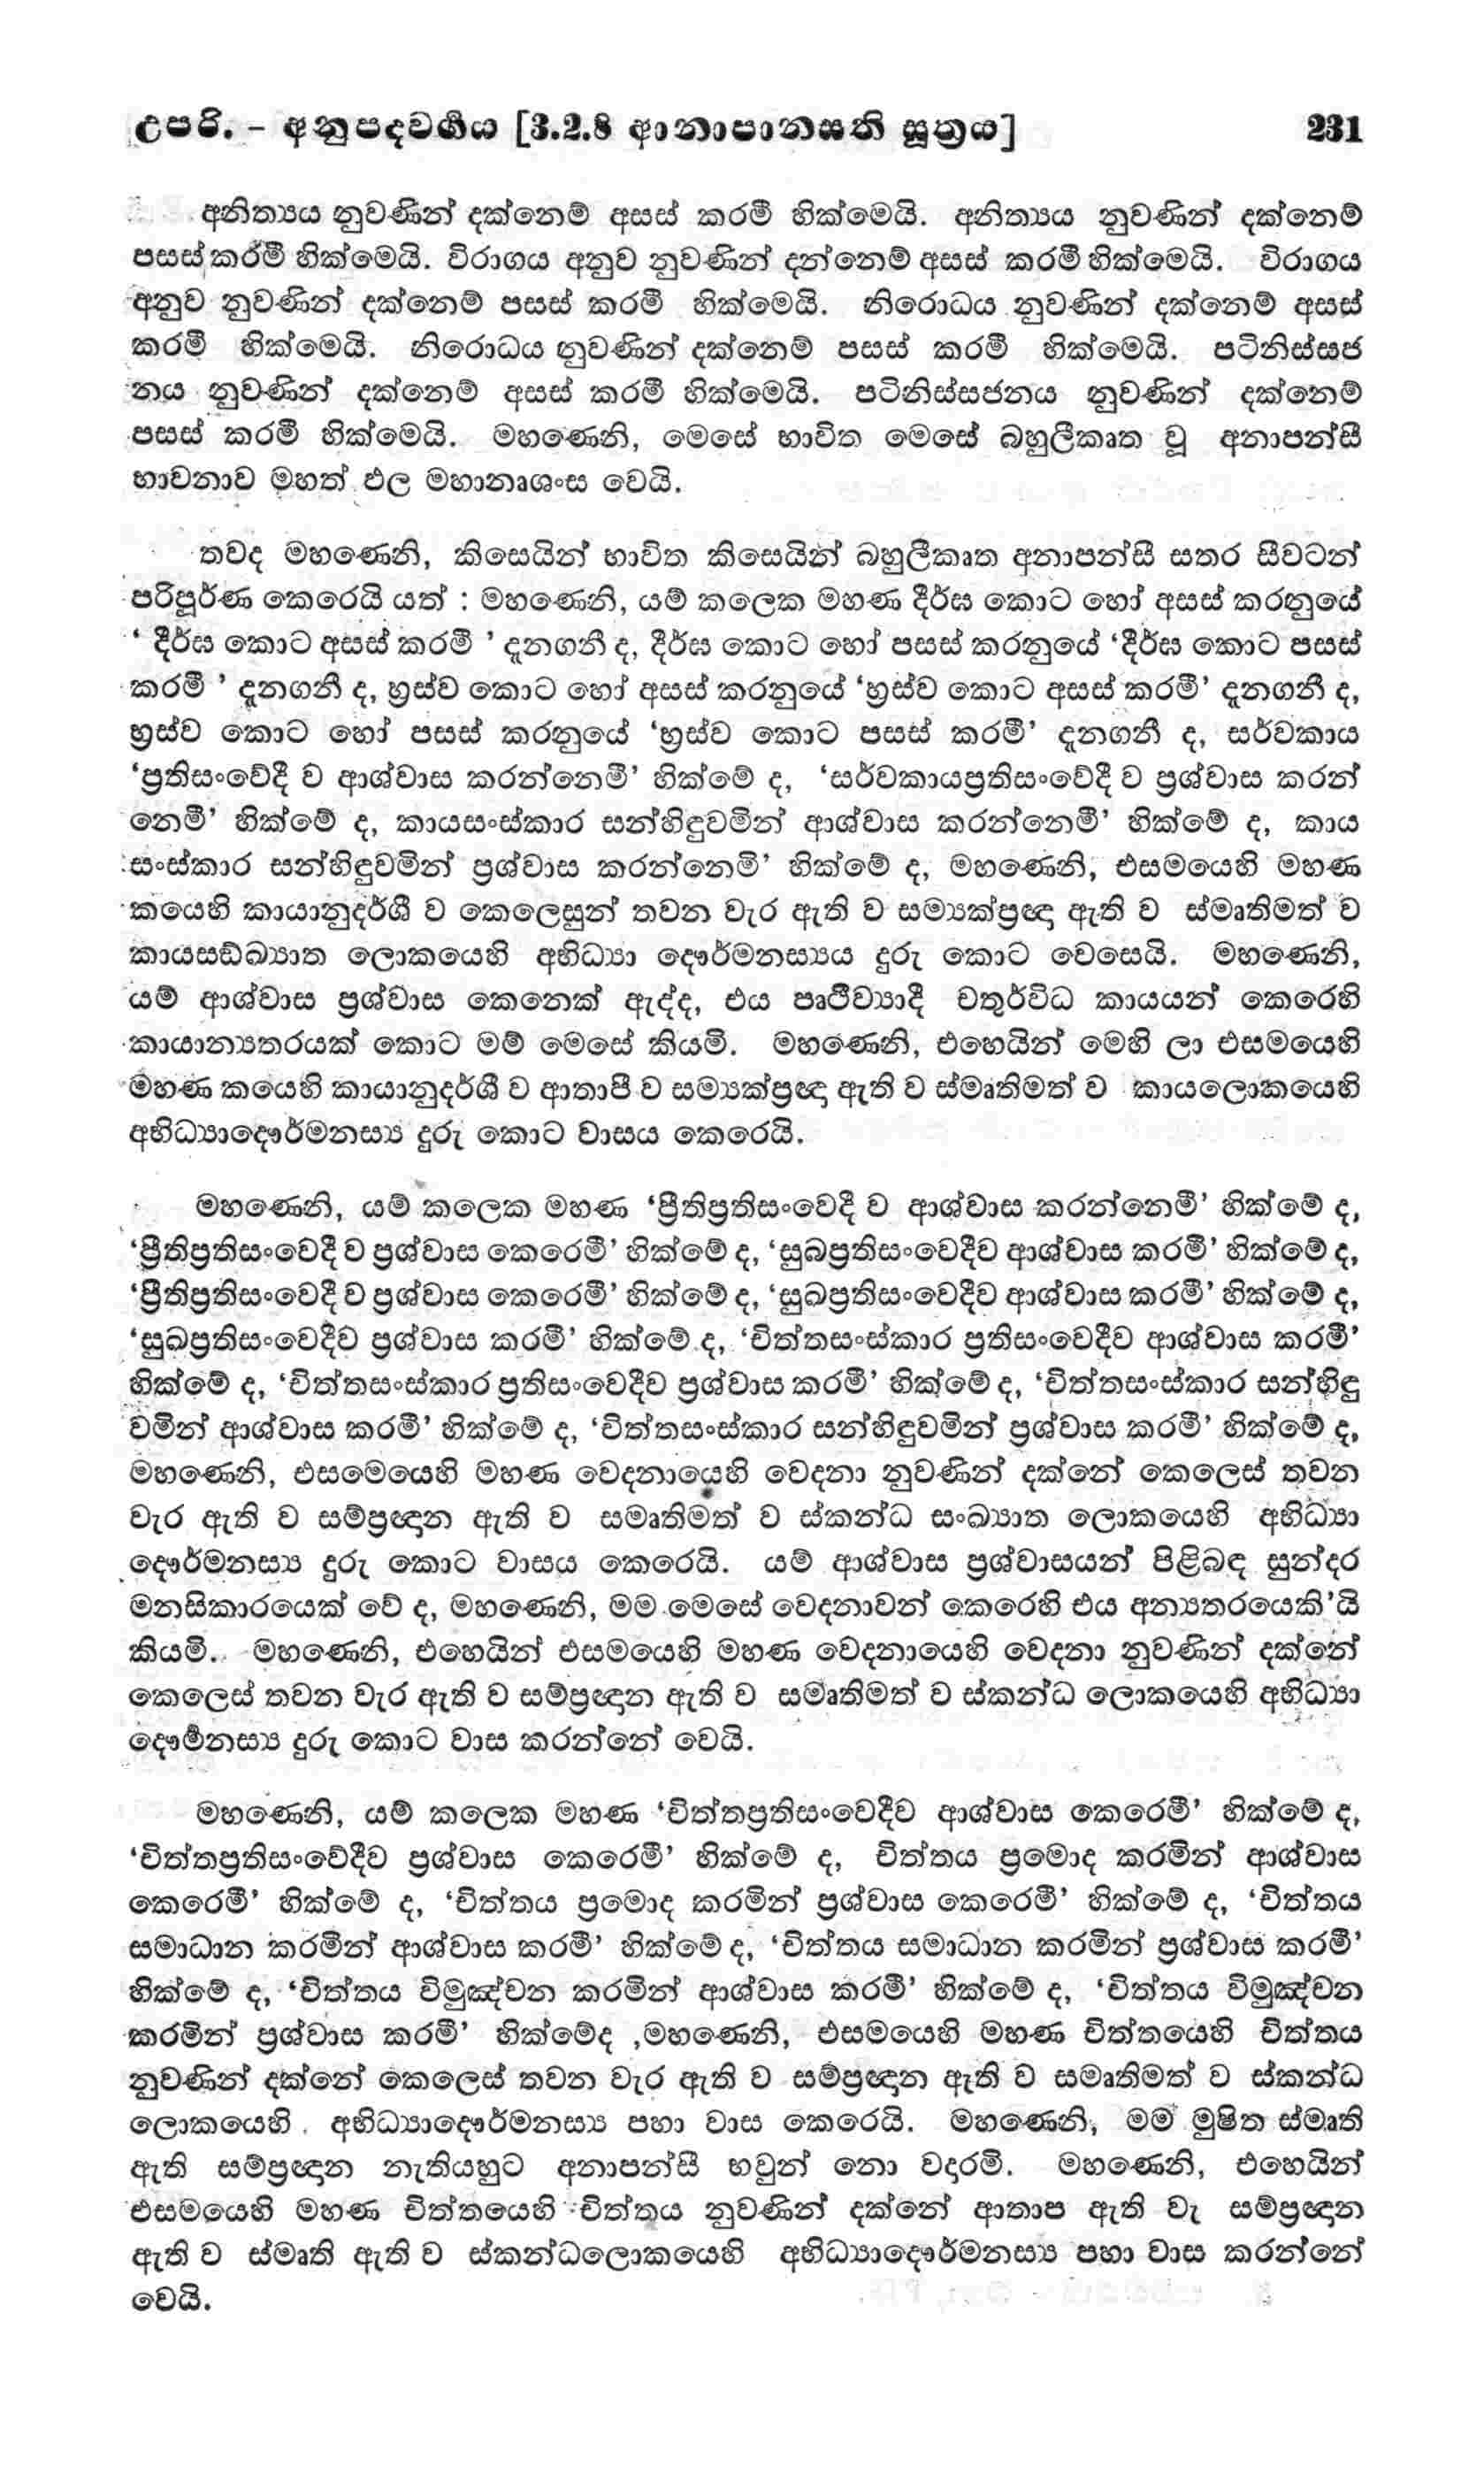 උපරි. - අනුපදවර්‍ගය [3.2.8 ආනාපානසති සූත්‍රය] 231
අනිත්‍යය නුවණින් දක්නෙම් අසස් කරමී හික්මෙයි. අනිත්‍යය නුවණින් දක්නෙම්
පසස් කරමී හික්මෙයි. විරාගය අනුව නුවණින් දන්නෙම් අසස් කරමී හික්මෙයි. විරාගය
අනුව නුවණින් දක්නෙම් පසස් කරමී හික්මෙයි. නිරොධය නුවණින් දක්නෙම් අසස්
කරමී හික්මෙයි. නිරොධය නුවණින් දක්නෙම් පසස් කරමී හික්මෙයි. පටිනිස්සජ
නය නුවණින් දක්නෙම් අසස් කරමී හික්මෙයි. පටිනිස්සජනය නුවණින් දක්නෙම්
පසස් කරමී හික්මෙයි. මහණෙනි, මෙසේ භාවිත මෙසේ බහුලීකෘත වූ අනාපන්සී
භාවනාව මහත් ඵල මහානෘශංස වෙයි.
තවද මහණෙනි, කිසෙයින් භාවිත කිසෙයින් බහුලීකෘත අනාපන්සී සතර සීවටන්
පරිපූර්ණ කෙරෙයි යත් : මහණෙනි, යම් කලෙක මහණ දීර්ඝ කොට හෝ අසස් කරනුයේ
‘ දීර්ඝ කොට අසස් කරමී ’ දැනගනී ද, දීර්ඝ කොට හෝ පසස් කරනුයේ ‘දීර්ඝ කොට පසස්
කරමී ’ දැනගනී ද, හ්‍රස්ව කොට හෝ අසස් කරනුයේ ‘හ්‍රස්ව කොට අසස් කරමී’ දැනගනී ද,
හ්‍රස්ව කොට හෝ පසස් කරනුයේ ‘හ්‍රස්ව කොට පසස් කරමී’ දැනගනී ද, සර්වකාය
‘ප්‍රතිසංවේදී ව ආශ්වාස කරන්නෙමී’ හික්මේ ද, ‘සර්වකායප්‍රතිසංවේදී ව ප්‍රශ්වාස කරන්
නෙමී’ හික්මේ ද, කායසංස්කාර සන්හිඳුවමින් ආශ්වාස කරන්නෙමී’ හික්මේ ද, කාය
සංස්කාර සන්හිඳුවමින් ප්‍රශ්වාස කරන්නෙමි’ හික්මේ ද, මහණෙනි, එසමයෙහි මහණ
කයෙහි කායානුදර්ශී ව කෙලෙසුන් තවන වැර ඇති ව සම්‍යක්ප්‍රඥා ඇති ව ස්මෘතිමත් ව
කායසඞ්ඛ්‍යාත ලොකයෙහි අභිධ්‍යා දෞර්මනස්‍යය දුරු කොට වෙසෙයි. මහණෙනි,
යම් ආශ්වාස ප්‍රශ්වාස කෙනෙක් ඇද්ද, එය පෘථිව්‍යාදී චතුර්විධ කායයන් කෙරෙහි
කායාන්‍යතරයක් කොට මම් මෙසේ කියමි. මහණෙනි, එහෙයින් මෙහි ලා එසමයෙහි
මහණ කයෙහි කායානුදර්ශී ව ආතාපී ව සම්‍යක්ප්‍රඥා ඇති ව ස්මෘතිමත් ව කායලොකයෙහි
අභිධ්‍යාදෞර්මනස්‍ය දුරු කොට වාසය කෙරෙයි.
මහණෙනි, යම් කලෙක මහණ ‘ප්‍රීතිප්‍රතිසංවෙදී ව ආශ්වාස කරන්නෙමී’ හික්මේ ද,
‘ප්‍රීතිප්‍රතිසංවෙදී ව ප්‍රශ්වාස කෙරෙමී’ හික්මේ ද, ‘සුඛප්‍රතිසංවෙදීව ආශ්වාස කරමී’ හික්මේ ද,
‘ප්‍රීතිප්‍රතිසංවෙදී ව ප්‍රශ්වාස කෙරෙමී’ හික්මේ ද, ‘සුඛප්‍රතිසංවෙදීව ආශ්වාස කරමී’ හික්මේ ද,
‘සුඛප්‍රතිසංවෙදීව ප්‍රශ්වාස කරමී’ හික්මේ ද, ‘චිත්තසංස්කාර ප්‍රතිසංවෙදීව ආශ්වාස කරමී’
හික්මේ ද, ‘චිත්තසංස්කාර ප්‍රතිසංවෙදීව ප්‍රශ්වාස කරමී’ හික්මේ ද, ‘චිත්තසංස්කාර සන්හිඳු
වමින් ආශ්වාස කරමී’ හික්මේ ද, ‘චිත්තසංස්කාර සන්හිඳුවමින් ප්‍රශ්වාස කරමී’ හික්මේ ද,
මහණෙනි, එසමෙයෙහි මහණ වෙදනායෙහි වෙදනා නුවණින් දක්නේ කෙලෙස් තවන
වැර ඇති ව සම්ප්‍රඥාන ඇති ව සමෘතිමත් ව ස්කන්ධ සංඛ්‍යාත ලොකයෙහි අභිධ්‍යා
දෞර්මනස්‍ය දුරු කොට වාසය කෙරෙයි. යම් ආශ්වාස ප්‍රශ්වාසයන් පිළිබඳ සුන්දර
මනසිකාරයෙක් වේ ද, මහණෙනි, මම මෙසේ වෙදනාවන් කෙරෙහි එය අන්‍යතරයෙකි’යි
කියමි. මහණෙනි, එහෙයින් එසමයෙහි මහණ වෙදනායෙහි වෙදනා නුවණින් දක්නේ
කෙලෙස් තවන වැර ඇති ව සම්ප්‍රඥාන ඇති ව සමෘතිමත් ව ස්කන්ධ ලොකයෙහි අභිධ්‍යා
දෞර්‍මනස්‍ය දුරු කොට වාස කරන්නේ වෙයි.
මහණෙනි, යම් කලෙක මහණ ‘චිත්තප්‍රතිසංවෙදීව ආශ්වාස කෙරෙමී’ හික්මේ ද,
‘චිත්තප්‍රතිසංවේදීව ප්‍රශ්වාස කෙරෙමී’ හික්මේ ද, චිත්තය ප්‍රමොද කරමින් ආශ්වාස
කෙරෙමී’ හික්මේ ද, ‘චිත්තය ප්‍රමොද කරමින් ප්‍රශ්වාස කෙරෙමී’ හික්මේ ද, ‘චිත්තය
සමාධාන කරමින් ආශ්වාස කරමී’ හික්මේ ද, ‘චිත්තය සමාධාන කරමින් ප්‍රශ්වාස කරමී’
හික්මේ ද, ‘චිත්තය විමුඤ්චන කරමින් ආශ්වාස කරමී’ හික්මේ ද, ‘චිත්තය විමුඤ්චන
කරමින් ප්‍රශ්වාස කරමී’ හික්මේද ,මහණෙනි, එසමයෙහි මහණ චිත්තයෙහි චිත්තය
නුවණින් දක්නේ කෙලෙස් තවන වැර ඇති ව සම්ප්‍රඥාන ඇති ව සමෘතිමත් ව ස්කන්ධ
ලොකයෙහි අභිධ්‍යාදෞර්මනස්‍ය පහා වාස කෙරෙයි. මහණෙනි, මම මුෂිත ස්මෘති
ඇති සම්ප්‍රඥාන නැතියහුට අනාපන්සී භවුන් නො වදරමි. මහණෙනි, එහෙයින්
එසමයෙහි මහණ චිත්තයෙහි චිත්තය නුවණින් දක්නේ ආතාප ඇති වැ සම්ප්‍රඥාන
ඇති ව ස්මෘති ඇති ව ස්කන්ධලොකයෙහි අභිධ්‍යාදෞර්මනස්‍ය පහා වාස කරන්නේ
වෙයි.